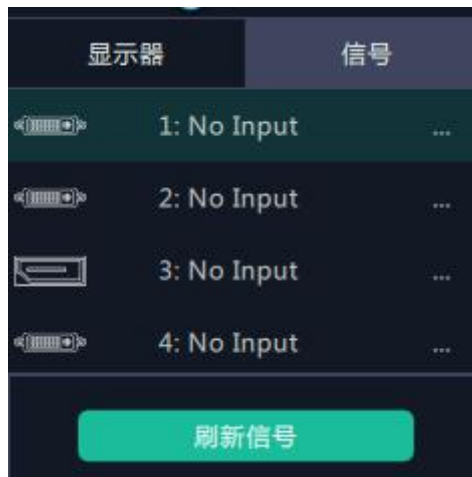 显示器 信号
1: No Input ...
2: No Input ...
3: No Input ...
4: No Input ...
刷新信号